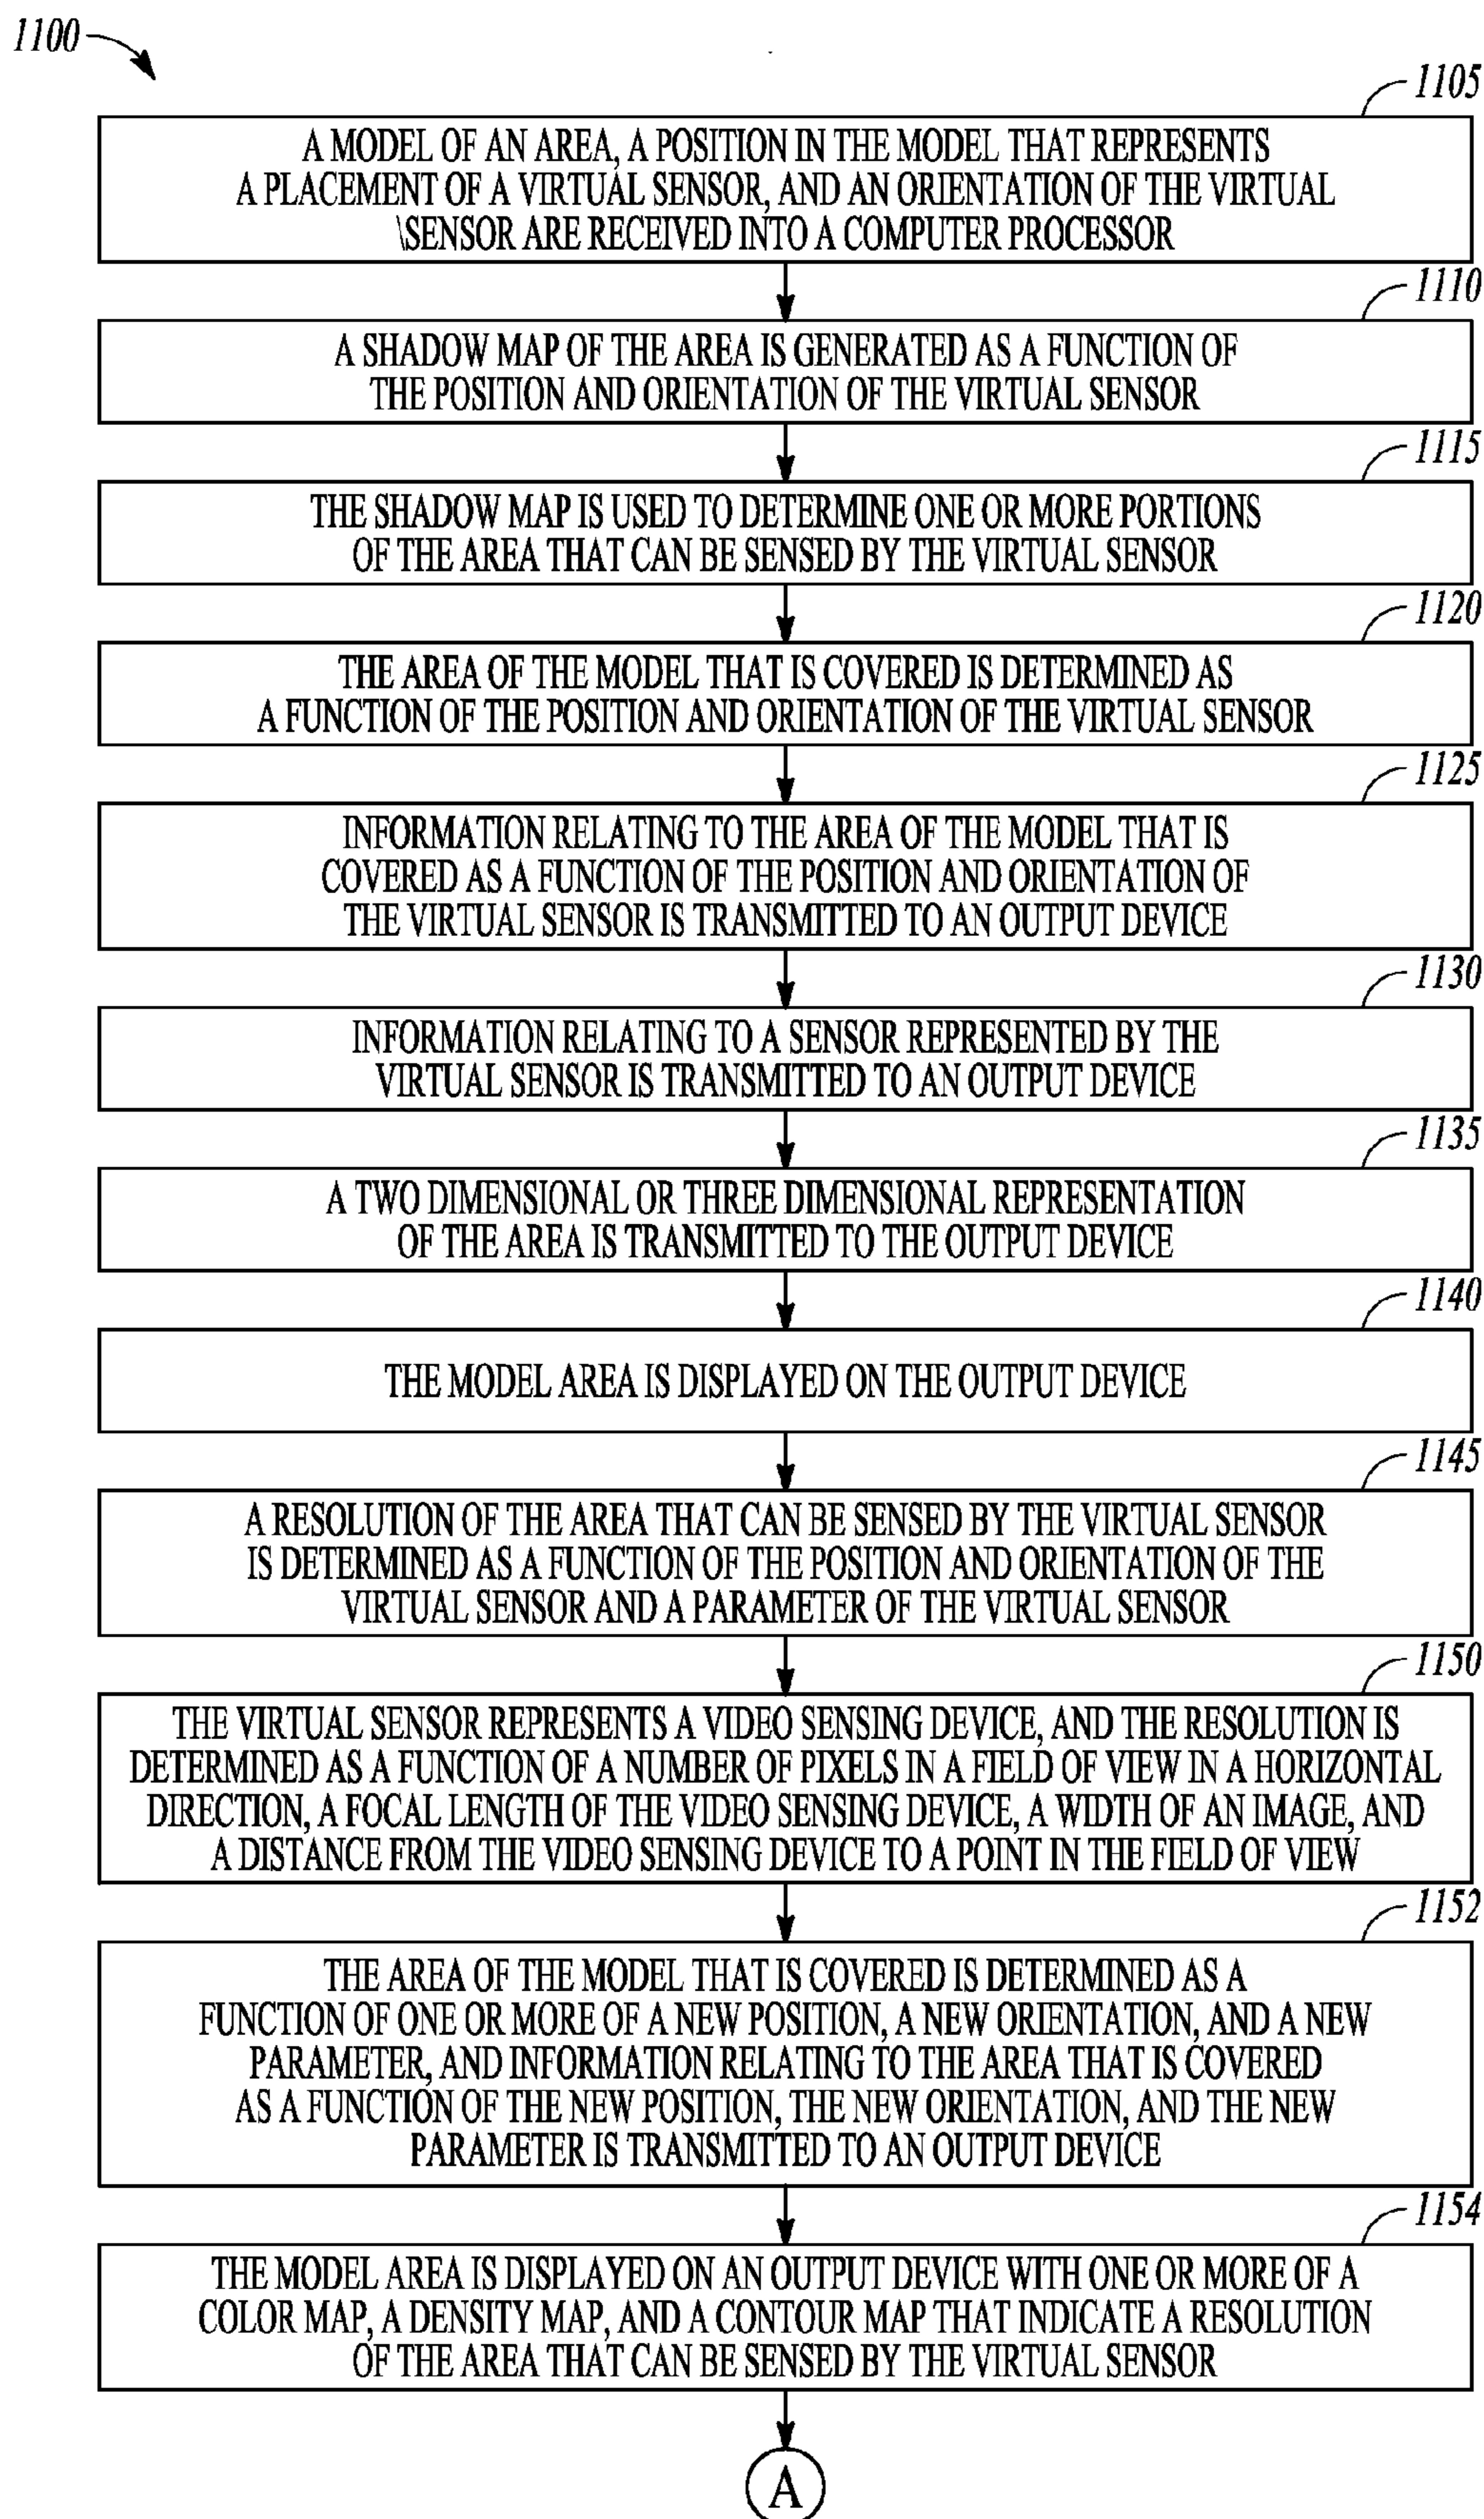 1100
1105
A MODEL OF AN AREA, A POSITION IN THE MODEL THAT REPRESENTS
A PLACEMENT OF A VIRTUAL SENSOR, AND AN ORIENTATION OF THE VIRTUAL
\SENSOR ARE RECEIVED INTO A COMPUTER PROCESSOR
1110
A SHADOW MAP OF THE AREA IS GENERATED AS A FUNCTION OF
THE POSITION AND ORIENTATION OF THE VIRTUAL SENSOR
1115
THE SHADOW MAP IS USED TO DETERMINE ONE OR MORE PORTIONS
OF THE AREA THAT CAN BE SENSED BY THE VIRTUAL SENSOR
1120
THE AREA OF THE MODEL THAT IS COVERED IS DETERMINED AS
A FUNCTION OF THE POSITION AND ORIENTATION OF THE VIRTUAL SENSOR
1125
INFORMATION RELATING TO THE AREA OF THE MODEL THAT IS
COVERED AS A FUNCTION OF THE POSITION AND ORIENTATION OF
THE VIRTUAL SENSOR IS TRANSMITTED TO AN OUTPUT DEVICE
1130
INFORMATION RELATING TO A SENSOR REPRESENTED BY THE
VIRTUAL SENSOR IS TRANSMITTED TO AN OUTPUT DEVICE
1135
A TWO DIMENSIONAL OR THREE DIMENSIONAL REPRESENTATION
OF THE AREA IS TRANSMITTED TO THE OUTPUT DEVICE
1140
THE MODEL AREA IS DISPLAYED ON THE OUTPUT DEVICE
1145
A RESOLUTION OF THE AREA THAT CAN BE SENSED BY THE VIRTUAL SENSOR
IS DETERMINED AS A FUNCTION OF THE POSITION AND ORIENTATION OF THE
VIRTUAL SENSOR AND A PARAMETER OF THE VIRTUAL SENSOR
1150
THE VIRTUAL SENSOR REPRESENTS A VIDEO SENSING DEVICE, AND THE RESOLUTION IS
DETERMINED AS A FUNCTION OF A NUMBER OF PIXELS IN A FIELD OF VIEW IN A HORIZONTAL
DIRECTION, A FOCAL LENGTH OF THE VIDEO SENSING DEVICE, A WIDTH OF AN IMAGE, AND
A DISTANCE FROM THE VIDEO SENSING DEVICE TO A POINT IN THE FIELD OF VIEW
1152
THE AREA OF THE MODEL THAT IS COVERED IS DETERMINED AS A
FUNCTION OF ONE OR MORE OF A NEW POSITION, A NEW ORIENTATION, AND A NEW
PARAMETER, AND INFORMATION RELATING TO THE AREA THAT IS COVERED
AS A FUNCTION OF THE NEW POSITION, THE NEW ORIENTATION, AND THE NEW
PARAMETER IS TRANSMITTED TO AN OUTPUT DEVICE
1154
THE MODEL AREA IS DISPLAYED ON AN OUTPUT DEVICE WITH ONE OR MORE OF A
COLOR MAP, A DENSITY MAP, AND A CONTOUR MAP THAT INDICATE A RESOLUTION
OF THE AREA THAT CAN BE SENSED BY THE VIRTUAL SENSOR
A